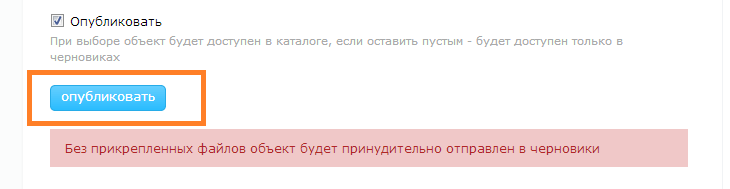 Опубликовать
При выборе объект будет доступен в каталоге, если оставить пустым - будет доступен только в
черновиках
опубликовать
Без прикрепленных файлов объект будет принудительно отправлен в черновики